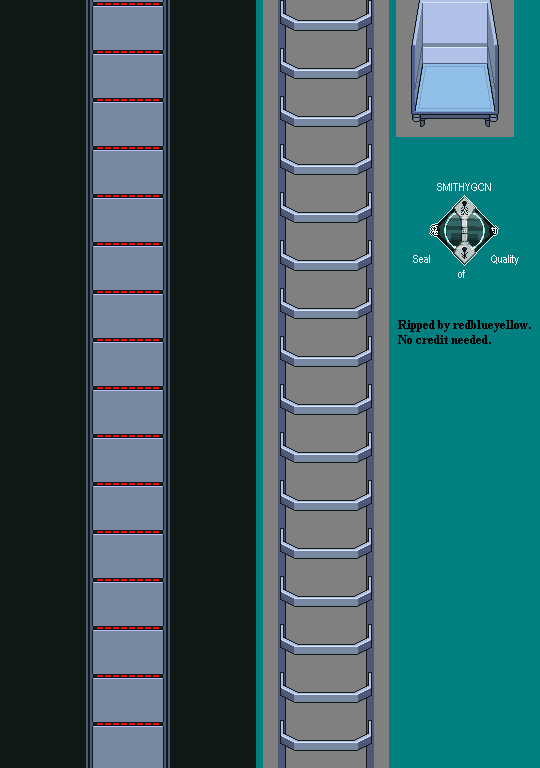 SMITHYGCN
Seal
Quality
of
Ripped by redblueyellow.
No credit needed.